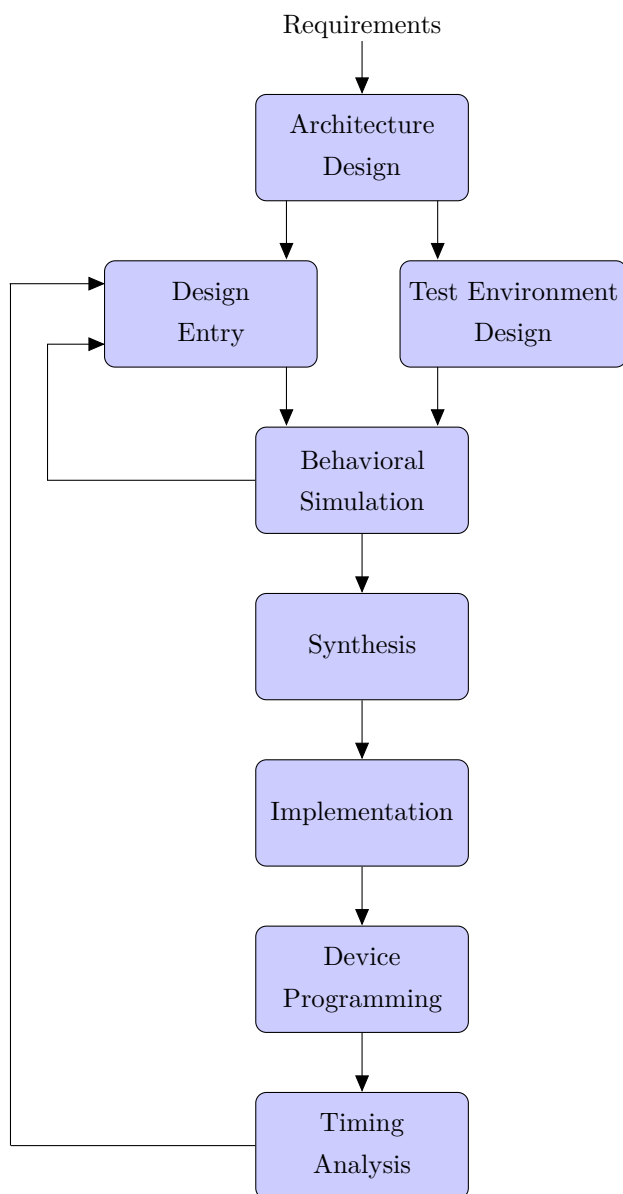 Requirements
Architecture
Design
Design
Entry
Test Environment
Design
Behavioral
Simulation
Synthesis
Implementation
Device
Programming
Timing
Analysis